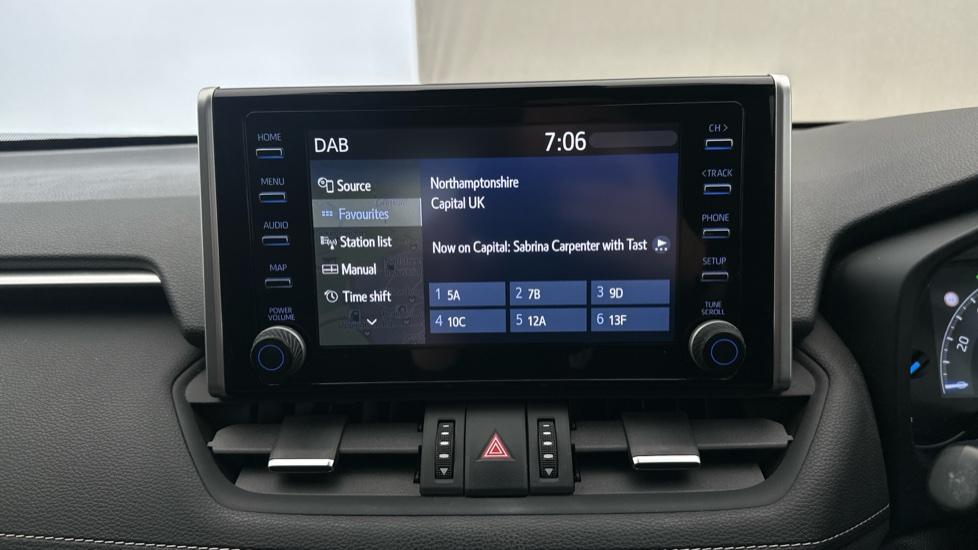 HOME
MENU
AUDIO
MAP
POWER
VOLUME
DAB
7:06
Source
Favourites
Station list
Manual
Time shift
Northamptonshire
Capital UK
Now on Capital: Sabrina Carpenter with Tast
1 5A
2 7B
3 9D
4 10C
5 12A
6 13F
CH >
< TRACK
PHONE
SETUP
TUNE
SCROLL
20